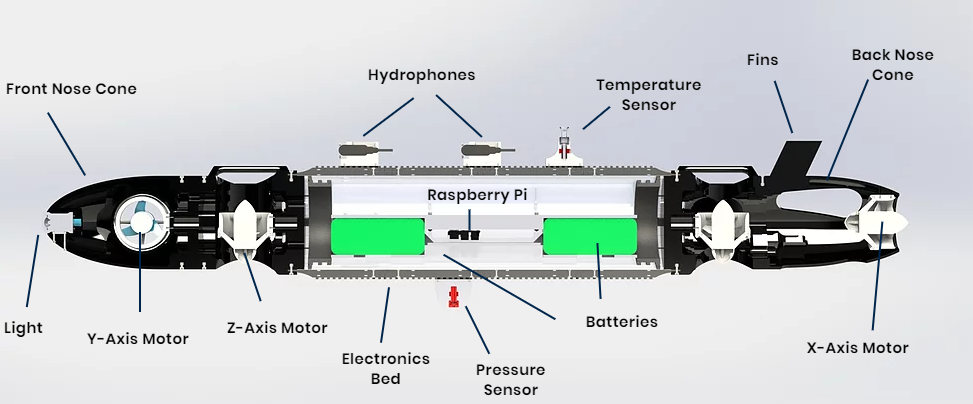 Back Nose
Cone
Fins
Hydrophones
Temperature
Sensor
Front Nose Cone
Raspberry Pi
Light
Y-Axis Motor
Z-Axis Motor
Batteries
Electronics
Bed
Pressure
Sensor
X-Axis Motor